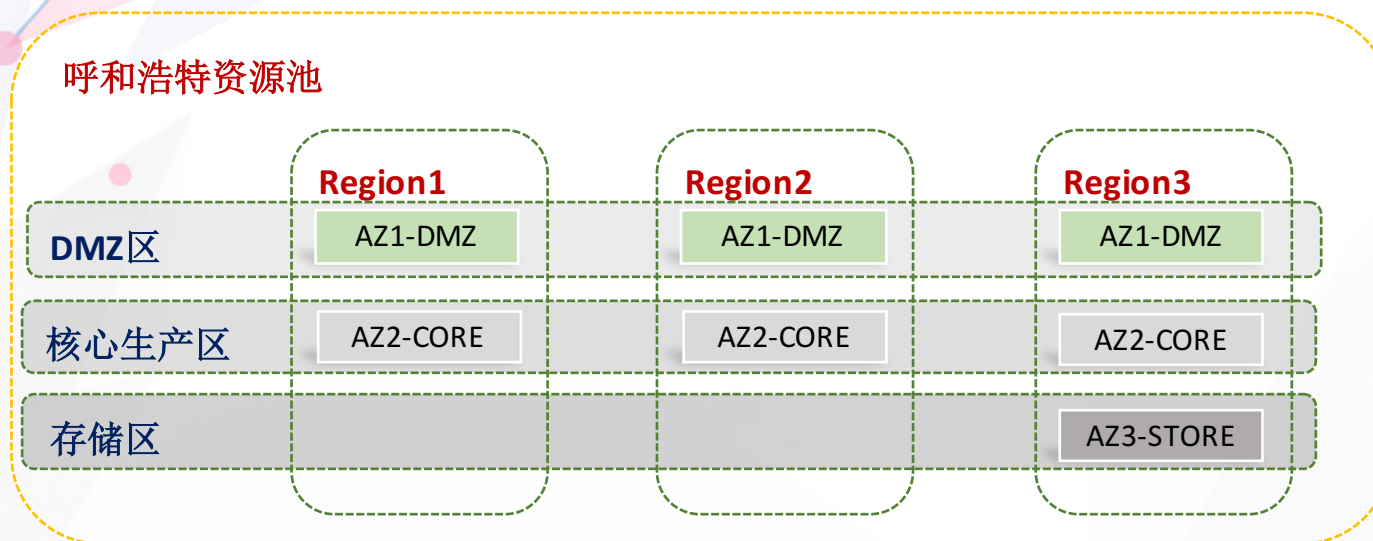 呼和浩特资源池
Region1 Region2 Region3
DMZ区 AZ1-DMZ AZ1-DMZ AZ1-DMZ
核心生产区 AZ2-CORE AZ2-CORE AZ2-CORE
存储区 AZ3-STORE